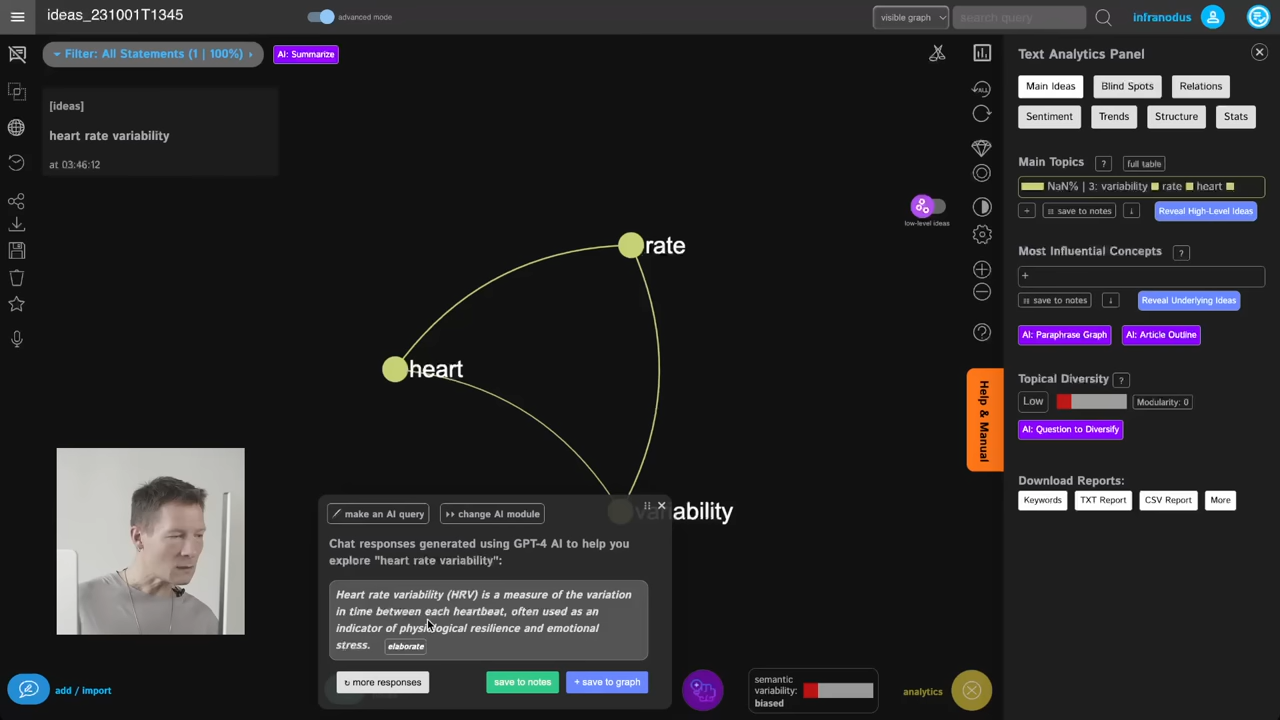 ideas_231001T1345
advanced mode
visible graph
search query
infranodus
Filter: All Statements (1 | 100%)
AI: Summarize
[ideas]
heart rate variability
at 03:46:12
ALL
low-level ideas
rate
heart
variability
Help & Manual
Text Analytics Panel
Main Ideas
Blind Spots
Relations
Sentiment
Trends
Structure
Stats
Main Topics
?
full table
NaN% | 3: variability rate heart
+
save to notes
↓
Reveal High-Level Ideas
Most Influential Concepts
?
+
save to notes
↓
Reveal Underlying Ideas
AI: Paraphrase Graph
AI: Article Outline
Topical Diversity
?
Low
Modularity: 0
AI: Question to Diversify
Download Reports:
Keywords
TXT Report
CSV Report
More
make an AI query
change AI module
Chat responses generated using GPT-4 AI to help you
explore "heart rate variability":
Heart rate variability (HRV) is a measure of the variation
in time between each heartbeat, often used as an
indicator of physiological resilience and emotional
stress.
elaborate
↻ more responses
save to notes
+ save to graph
add / import
semantic
variability:
biased
analytics